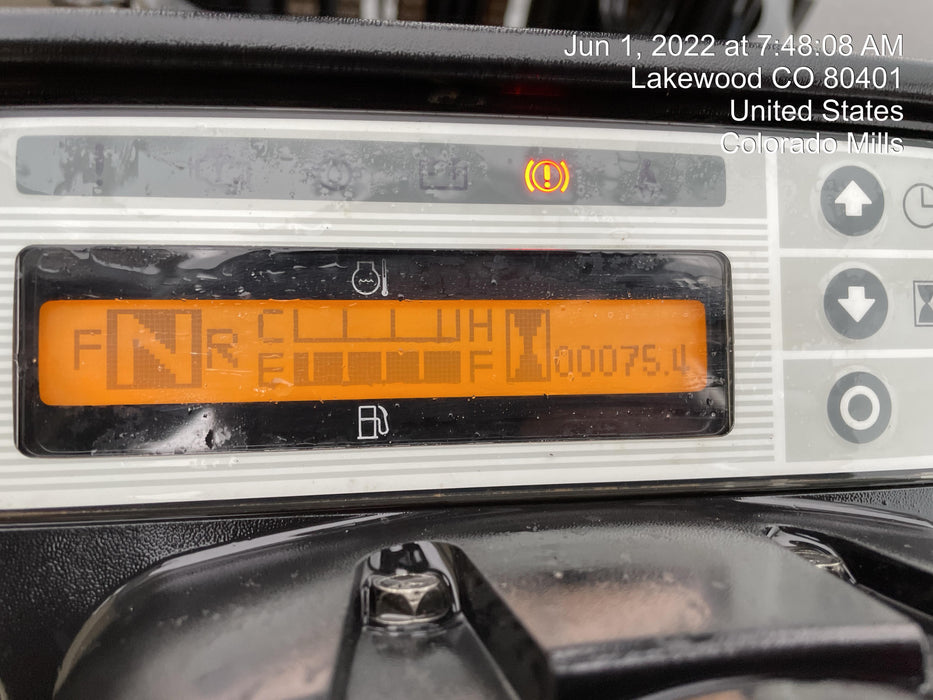 Jun 1, 2022 at 7:48:08 AM
Lakewood CO 80401
United States
Colorado Mills
F N R C H 00075.4
E F